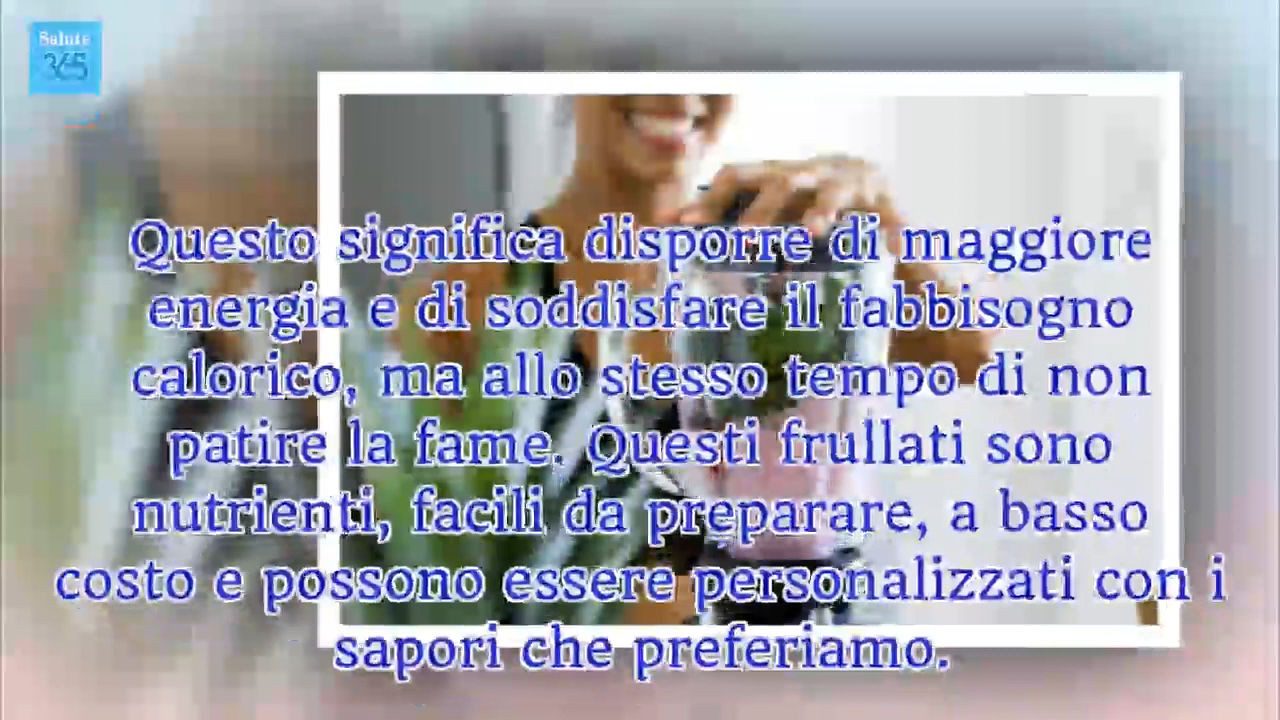 Salute
365
Questo significa disporre di maggiore
energia e di soddisfare il fabbisogno
calorico, ma allo stesso tempo di non
patire la fame. Questi frullati sono
nutrienti, facili da preparare, a basso
costo e possono essere personalizzati con i
sapori che preferiamo.